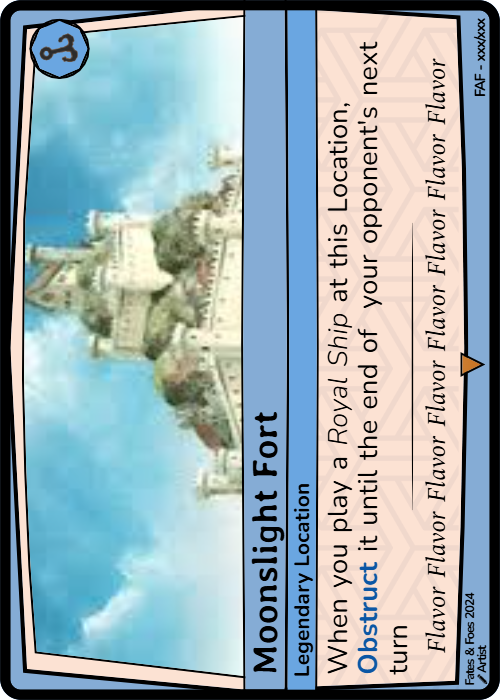 Moonslight Fort
Legendary Location
When you play a Royal Ship at this Location,
Obstruct it until the end of your opponent's next
turn
Flavor Flavor Flavor Flavor Flavor Flavor Flavor Flavor
Fates & Foes 2024
Artist
FAF - xxx/xxx